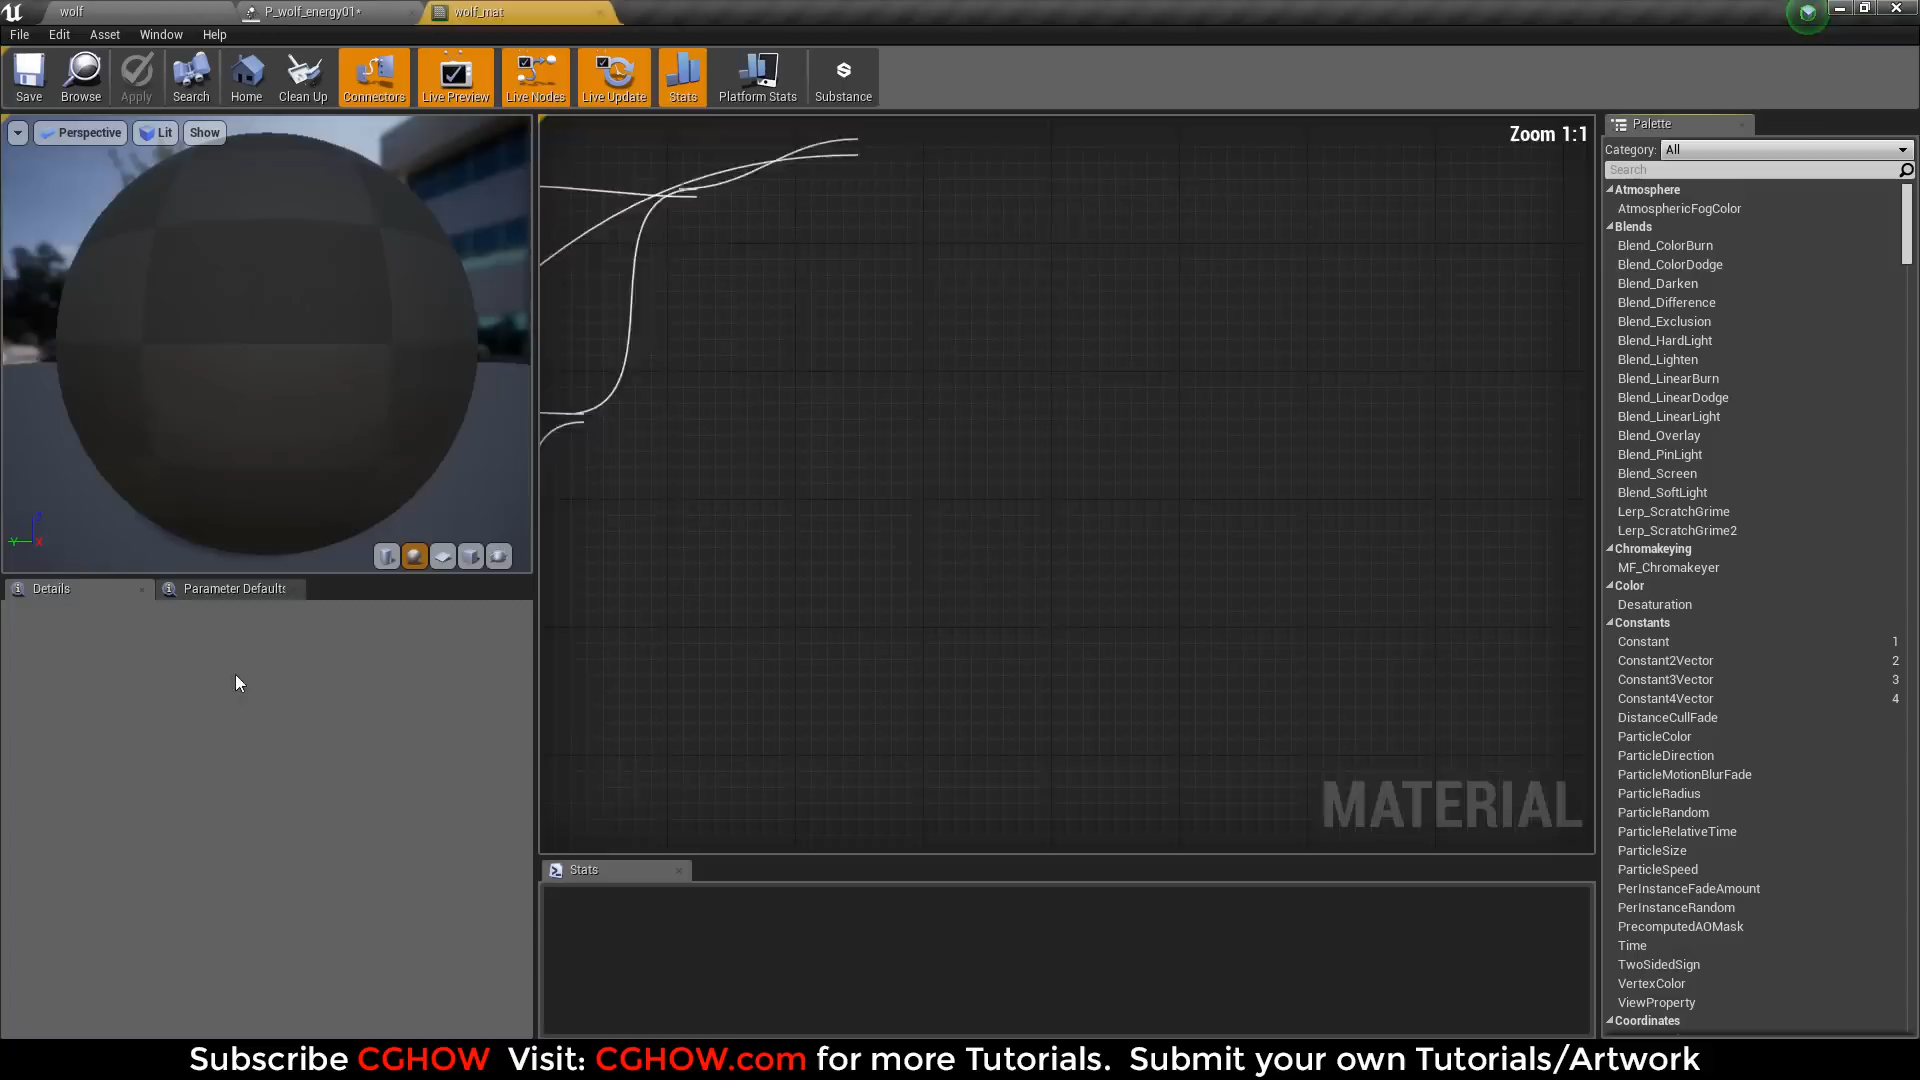 wolf
P_wolf_energy01*
wolf_mat
File Edit Asset Window Help
Save Browse Apply Search Home Clean Up Connectors Live Preview Live Nodes Live Update Stats Platform Stats Substance
Perspective Lit Show
Zoom 1:1
MATERIAL
Details
Parameter Defaults
Stats
Palette
Category: All
Search
Atmosphere
AtmosphericFogColor
Blends
Blend_ColorBurn
Blend_ColorDodge
Blend_Darken
Blend_Difference
Blend_Exclusion
Blend_HardLight
Blend_Lighten
Blend_LinearBurn
Blend_LinearDodge
Blend_LinearLight
Blend_Overlay
Blend_PinLight
Blend_Screen
Blend_SoftLight
Lerp_ScratchGrime
Lerp_ScratchGrime2
Chromakeying
MF_Chromakeyer
Color
Desaturation
Constants
Constant 1
Constant2Vector 2
Constant3Vector 3
Constant4Vector 4
DistanceCullFade
ParticleColor
ParticleDirection
ParticleMotionBlurFade
ParticleRadius
ParticleRandom
ParticleRelativeTime
ParticleSize
ParticleSpeed
PerInstanceFadeAmount
PerInstanceRandom
PrecomputedAOMask
Time
TwoSidedSign
VertexColor
ViewProperty
Coordinates
Subscribe CGHOW Visit: CGHOW.com for more Tutorials. Submit your own Tutorials/Artwork